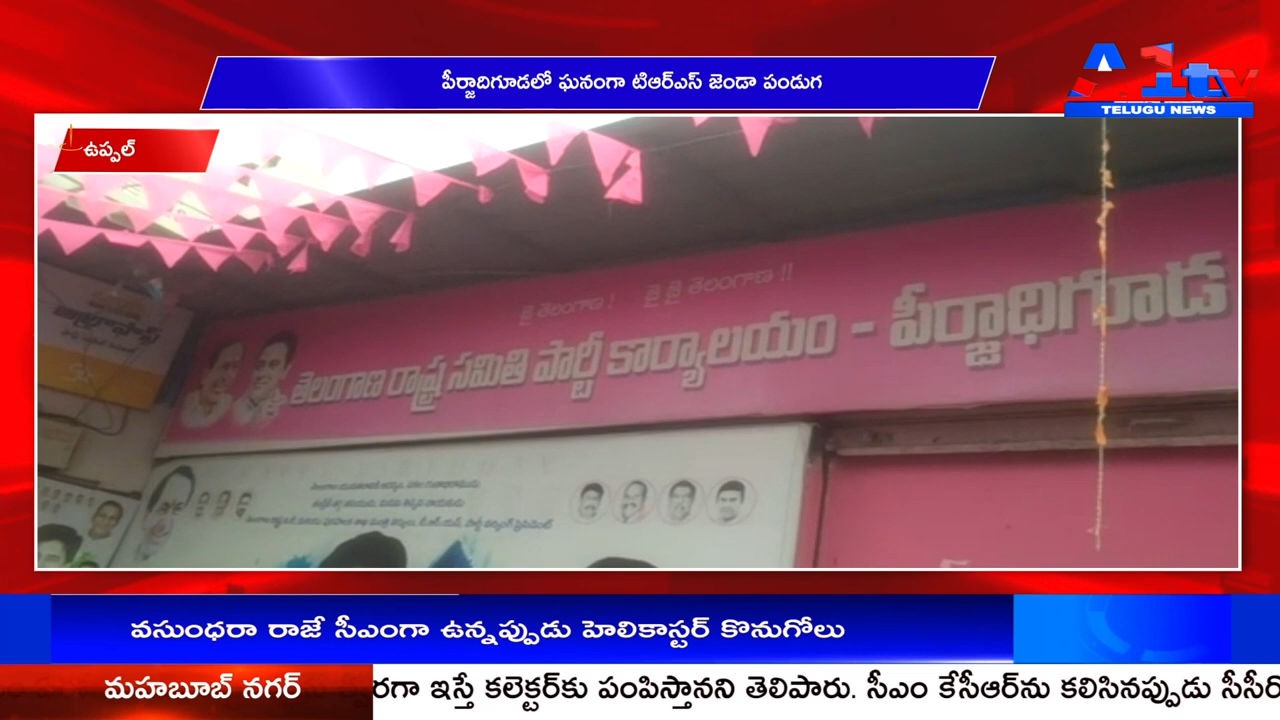 పీర్జాదిగూడలో ఘనంగా టిఆర్ఎస్ జెండా పండుగ
A1tv
TELUGU NEWS
ఉప్పల్
జై తెలంగాణ ! జై జై తెలంగాణ !!
తెలంగాణ రాష్ట్ర సమితి పార్టీ కార్యాలయం - పీర్జాధిగూడ
వసుంధరా రాజే సీఎంగా ఉన్నప్పుడు హెలికాస్టర్ కొనుగోలు
మహబూబ్ నగర్
రగా ఇస్తే కలెక్టర్‌కు పంపిస్తానని తెలిపారు. సీఎం కేసీఆర్‌ను కలిసినప్పుడు సీసీరి